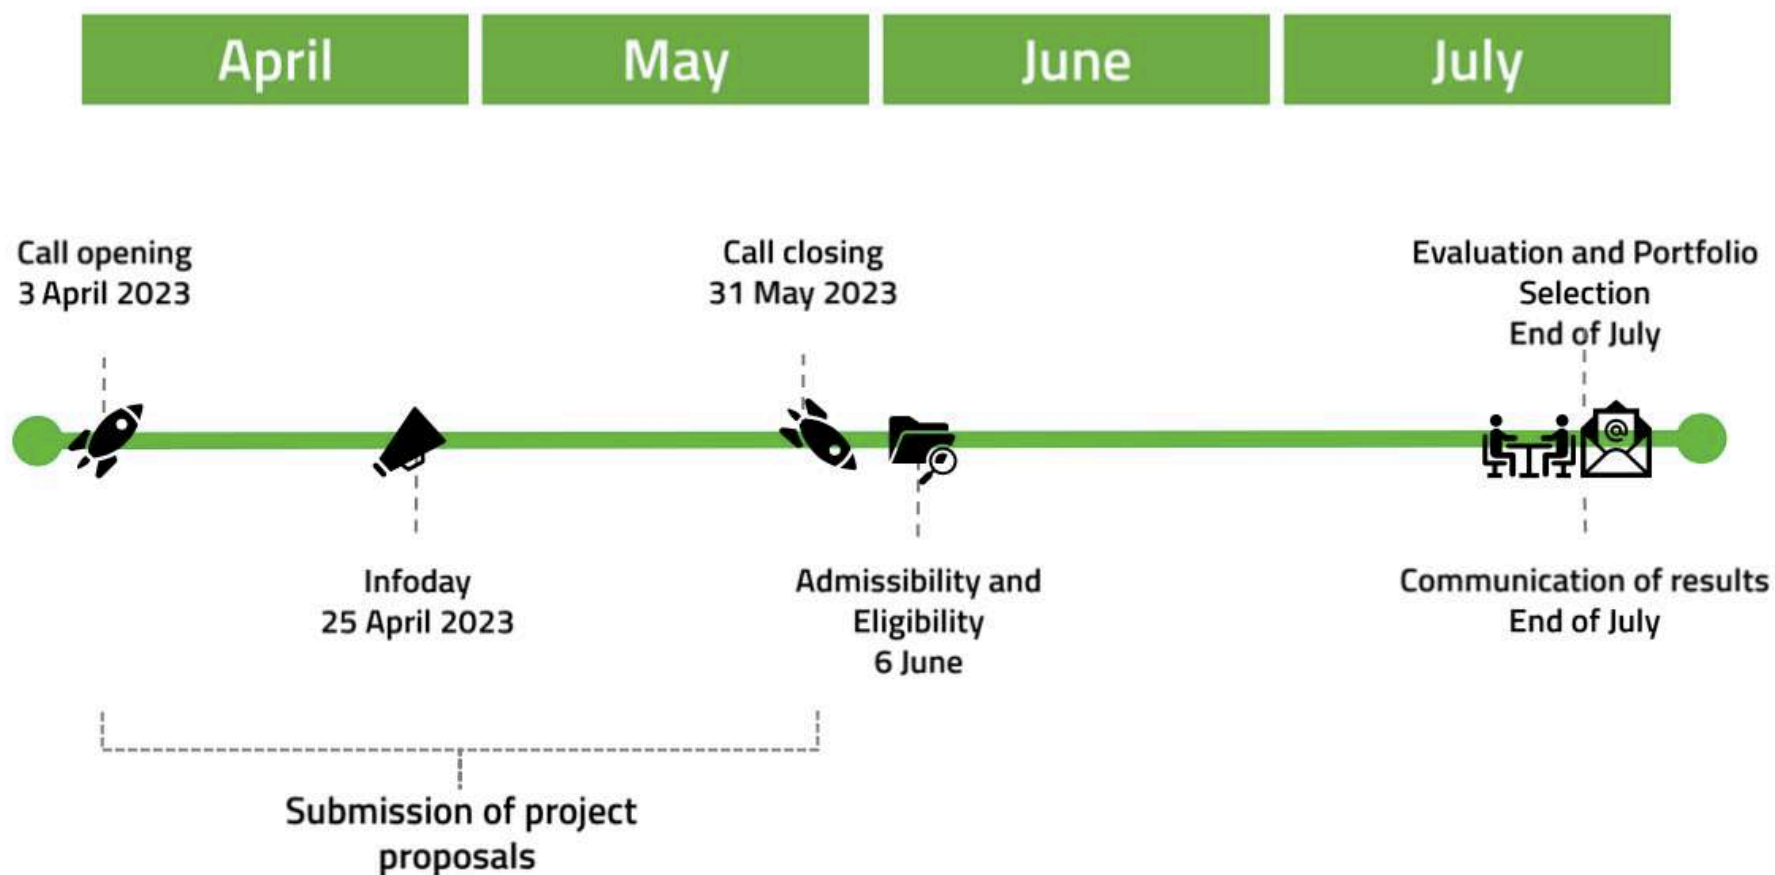 April
May
June
July
Call opening
3 April 2023
Call closing
31 May 2023
Evaluation and Portfolio
Selection
End of July
@
Infoday
25 April 2023
Admissibility and
Eligibility
6 June
Communication of results
End of July
Submission of project
proposals